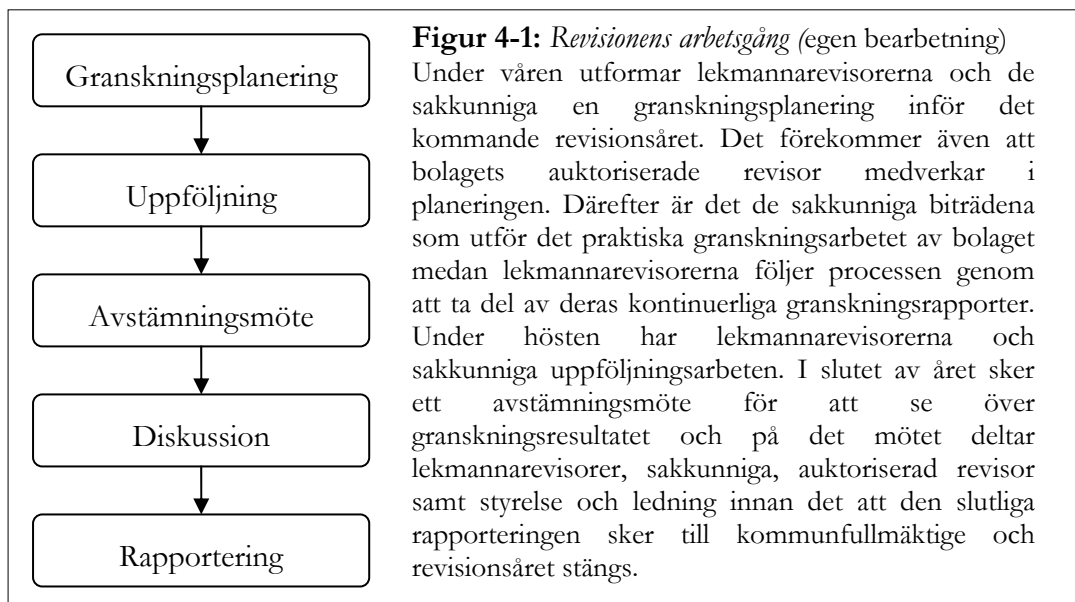 Granskningsplanering
Uppföljning
Avstämningsmöte
Diskussion
Rapportering
Figur 4-1: Revisionens arbetsgång (egen bearbetning)
Under våren utformar lekmannarevisorerna och de
sakkunniga en granskningsplanering inför det
kommande revisionsåret. Det förekommer även att
bolagets auktoriserade revisor medverkar i
planeringen. Därefter är det de sakkunniga biträdena
som utför det praktiska granskningsarbetet av bolaget
medan lekmannarevisorerna följer processen genom
att ta del av deras kontinuerliga granskningsrapporter.
Under hösten har lekmannarevisorerna och
sakkunniga uppföljningsarbeten. I slutet av året sker
ett avstämningsmöte för att se över
granskningsresultatet och på det mötet deltar
lekmannarevisorer, sakkunniga, auktoriserad revisor
samt styrelse och ledning innan det att den slutliga
rapporteringen sker till kommunfullmäktige och
revisionsåret stängs.